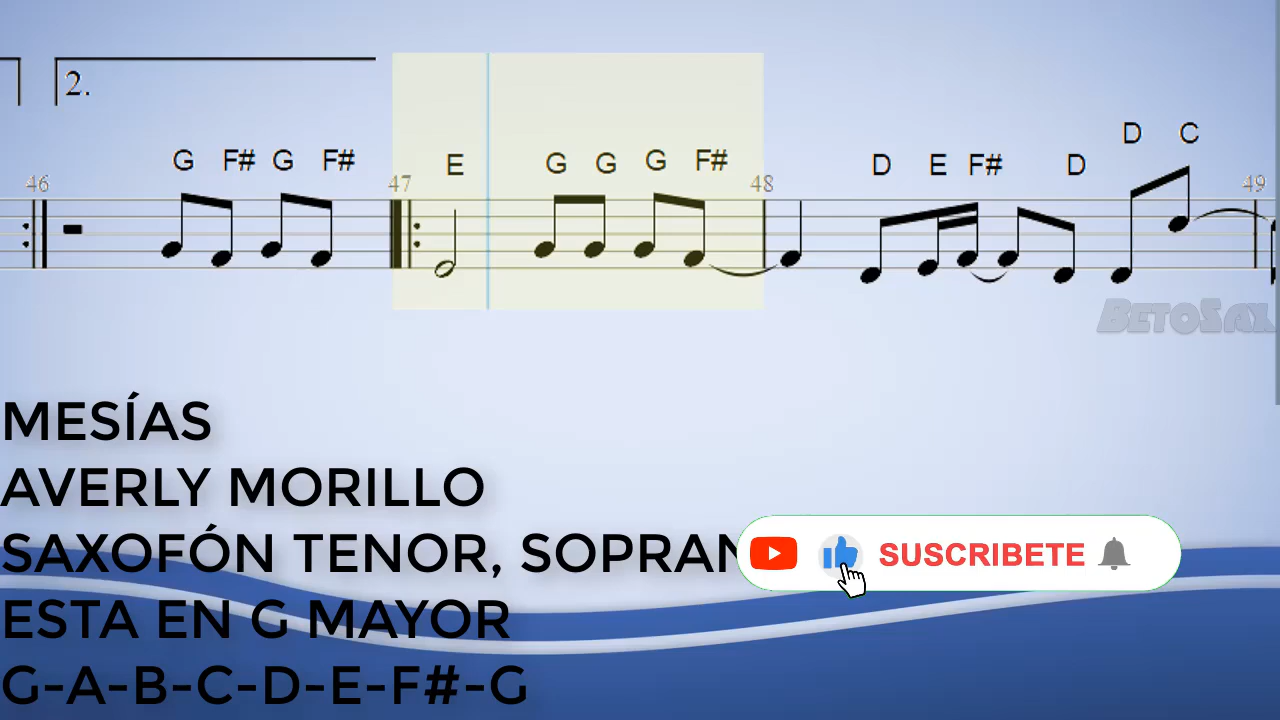 2.
D C
G F# G F# E G G G F# D E F# D
46 47 48 49
BETOSAX
MESÍAS
AVERLY MORILLO
SAXOFÓN TENOR, SOPRAN
SUSCRIBETE
ESTA EN G MAYOR
G-A-B-C-D-E-F#-G